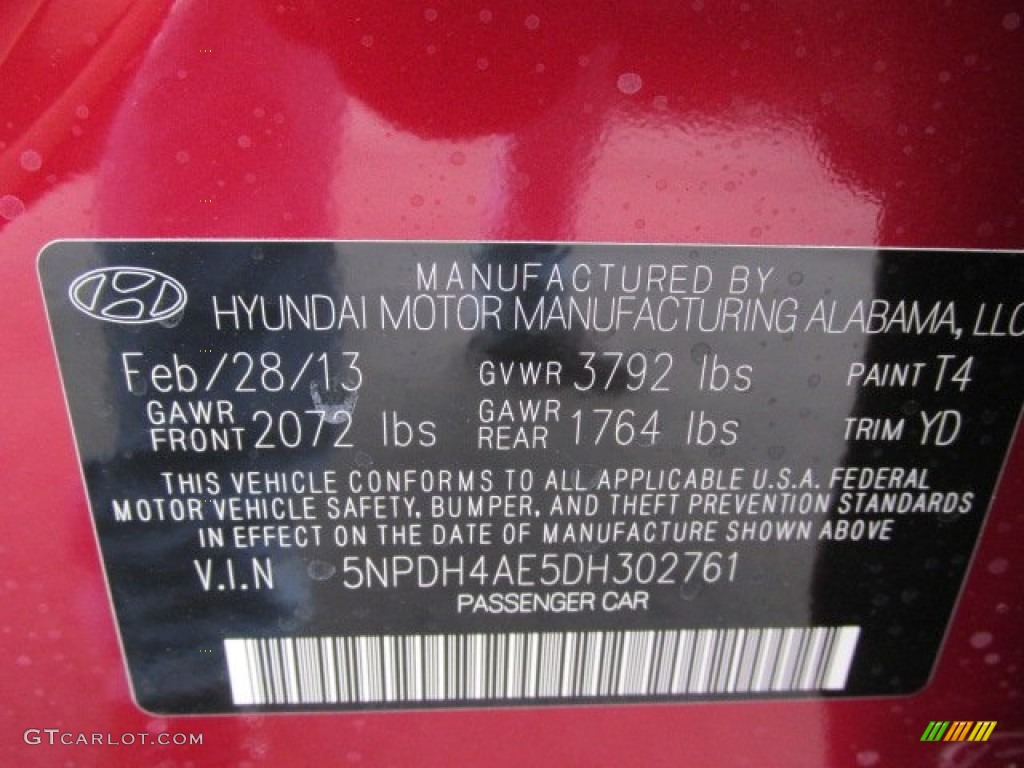 MANUFACTURED BY
HYUNDAI MOTOR MANUFACTURING ALABAMA, LLC
Feb/28/13 GVWR 3792 lbs PAINT T4
GAWR FRONT 2072 lbs GAWR REAR 1764 lbs TRIM YD
THIS VEHICLE CONFORMS TO ALL APPLICABLE U.S.A. FEDERAL
MOTOR VEHICLE SAFETY, BUMPER, AND THEFT PREVENTION STANDARDS
IN EFFECT ON THE DATE OF MANUFACTURE SHOWN ABOVE
V.I.N 5NPDH4AE5DH302761
PASSENGER CAR
GTCARLOT.COM